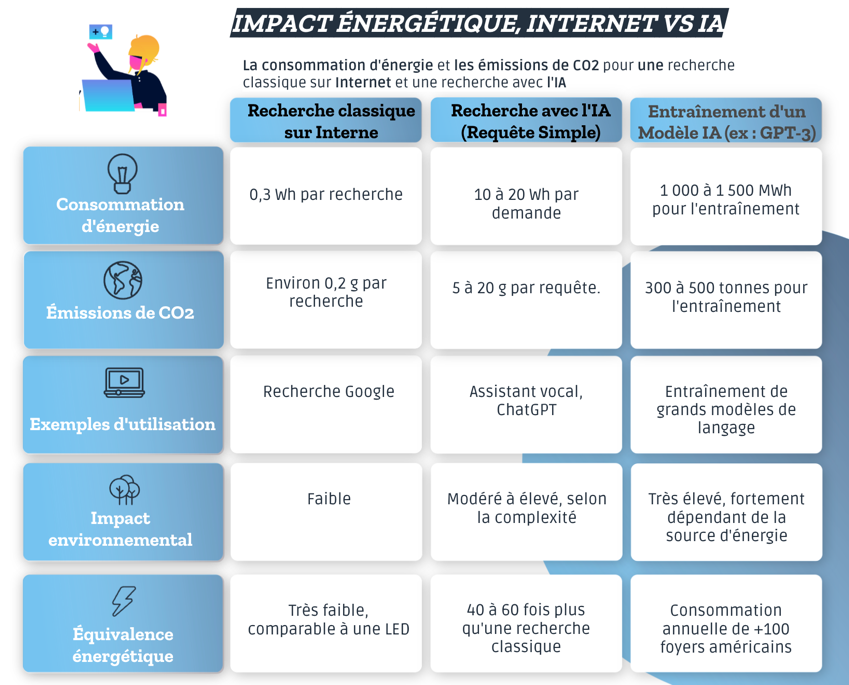 IMPACT ÉNERGÉTIQUE, INTERNET VS IA
La consommation d'énergie et les émissions de CO2 pour une recherche
classique sur Internet et une recherche avec l'IA
Recherche classique
sur Interne
Recherche avec l'IA
(Requête Simple)
Entraînement d'un
Modèle IA (ex : GPT-3)
Consommation
d'énergie
0,3 Wh par recherche
10 à 20 Wh par
demande
1 000 à 1 500 MWh
pour l'entraînement
Émissions de CO2
Environ 0,2 g par
recherche
5 à 20 g par requête.
300 à 500 tonnes pour
l'entraînement
Exemples d'utilisation
Recherche Google
Assistant vocal,
ChatGPT
Entraînement de
grands modèles de
langage
Impact
environnemental
Faible
Modéré à élevé, selon
la complexité
Très élevé, fortement
dépendant de la
source d'énergie
Équivalence
énergétique
Très faible,
comparable à une LED
40 à 60 fois plus
qu'une recherche
classique
Consommation
annuelle de +100
foyers américains